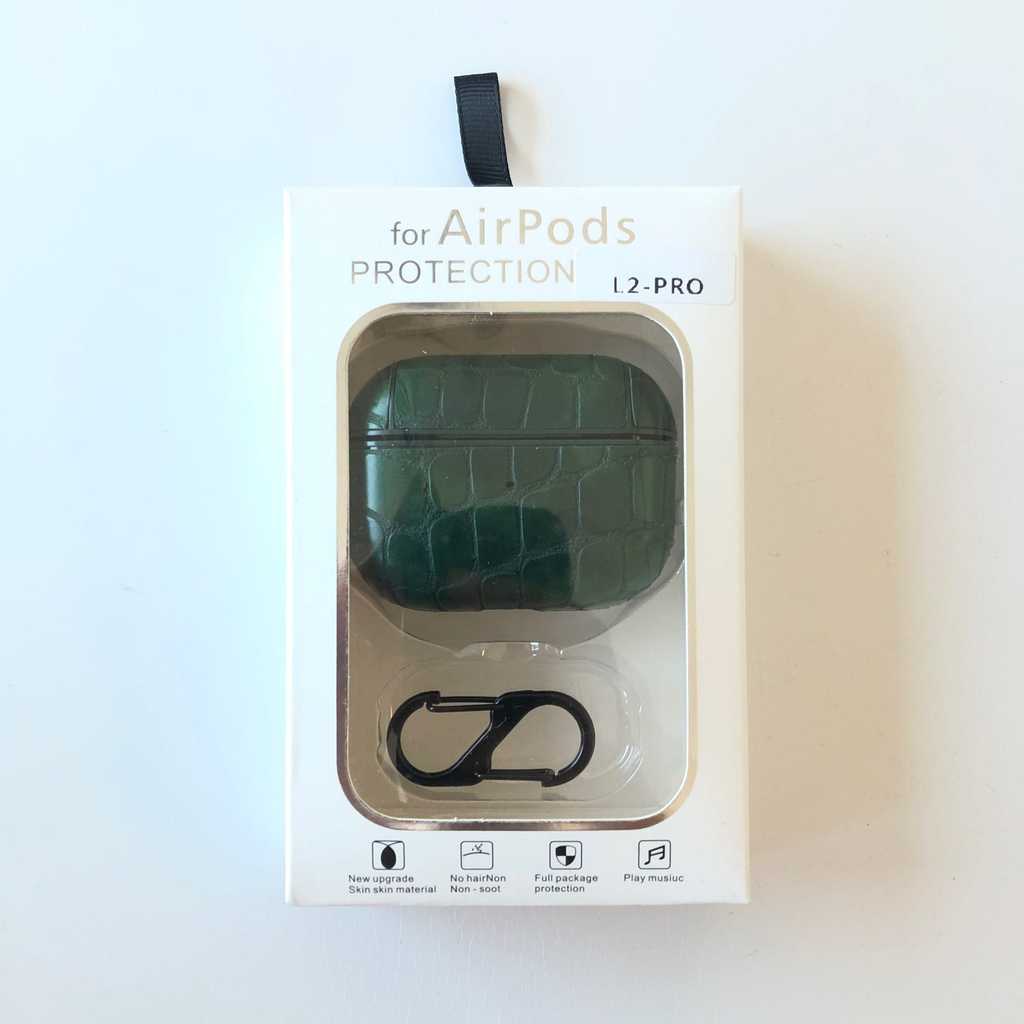 for AirPods
PROTECTION
L2-PRO
New upgrade
Skin skin material
No hairNon
Non - soot
Full package
protection
Play musiuc